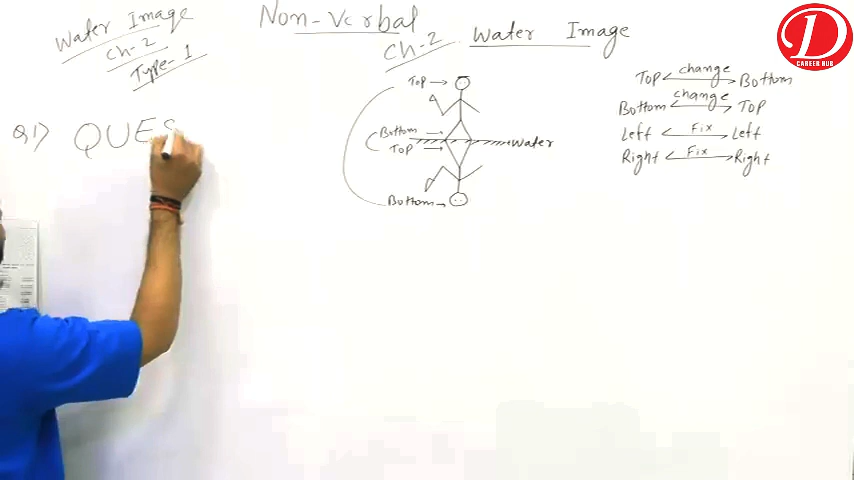 Water Image
Ch-2
Type-1
Non-Verbal
Ch-2 Water Image
D
CAREER HUB
Top
Bottom
Top
Water
Bottom
Top change Bottom
Bottom change Top
Left Fix Left
Right Fix Right
Q1) QUES